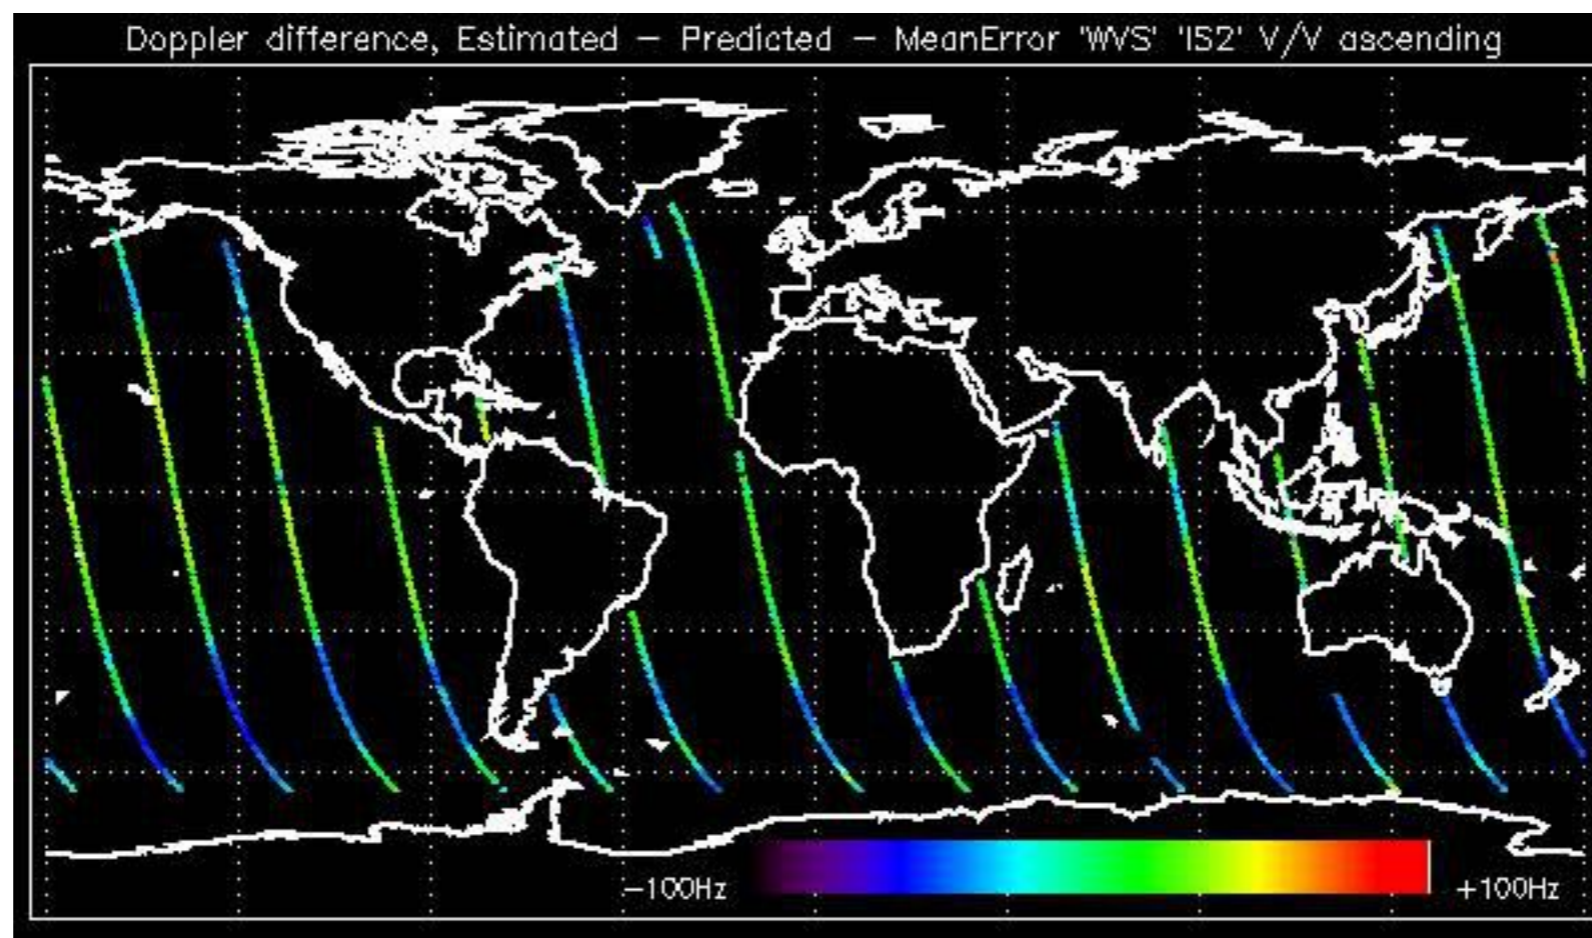 Doppler difference, Estimated – Predicted – MeanError 'WVS' 'IS2' V/V ascending
–100Hz
+100Hz